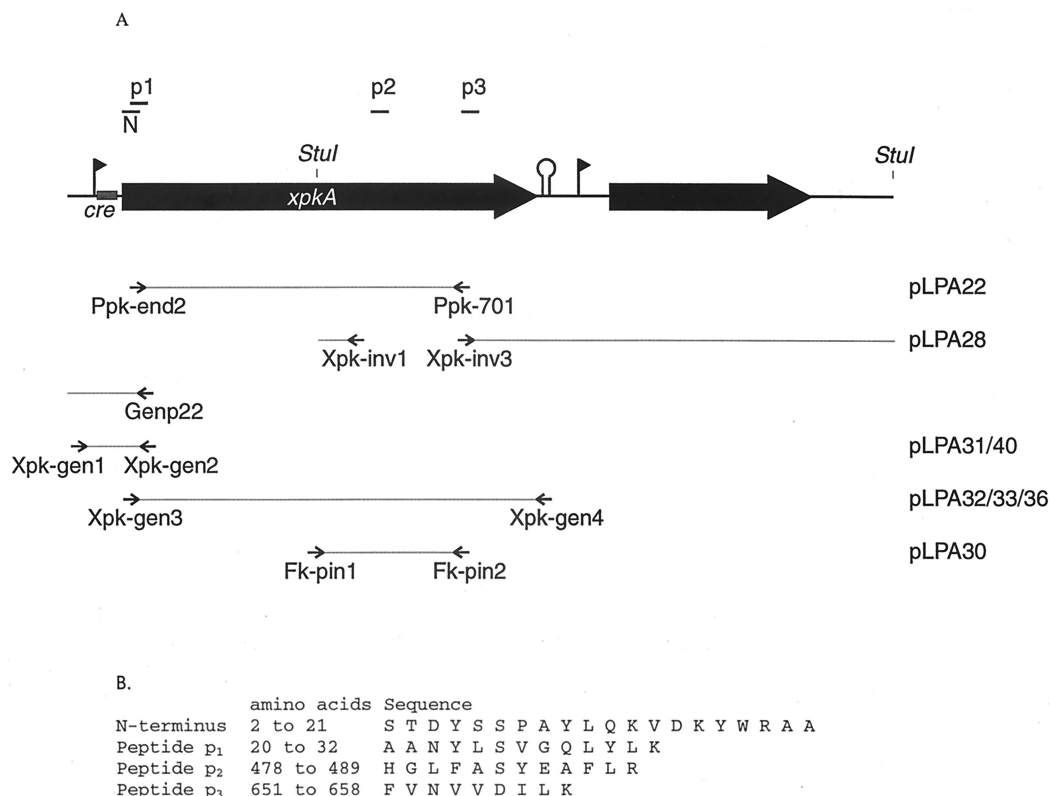 A
p1 p2 p3
N
StuI StuI
cre xpkA
Ppk-end2 Ppk-701 pLPA22
Xpk-inv1 Xpk-inv3 pLPA28
Genp22
Xpk-gen1 Xpk-gen2 pLPA31/40
Xpk-gen3 Xpk-gen4 pLPA32/33/36
Fk-pin1 Fk-pin2 pLPA30
B.
amino acids Sequence
N-terminus 2 to 21 S T D Y S S P A Y L Q K V D K Y W R A A
Peptide p1 20 to 32 A A N Y L S V G Q L Y L K
Peptide p2 478 to 489 H G L F A S Y E A F L R
Peptide p3 651 to 658 F V N V V D I L K